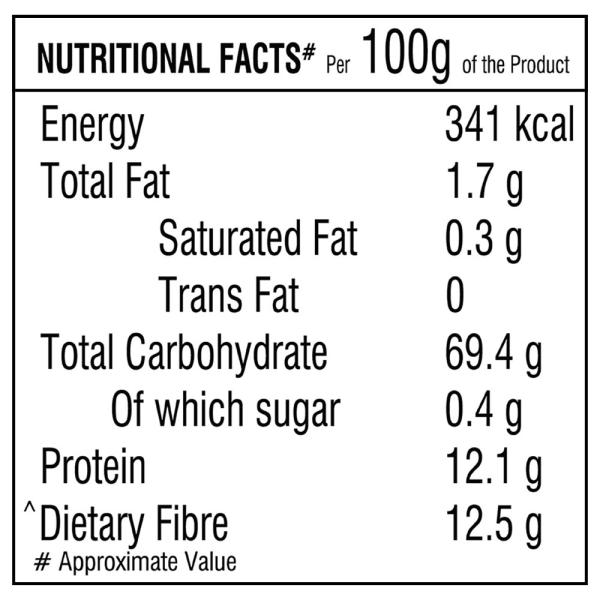 NUTRITIONAL FACTS# Per 100g of the Product
Energy 341 kcal
Total Fat 1.7 g
Saturated Fat 0.3 g
Trans Fat 0
Total Carbohydrate 69.4 g
Of which sugar 0.4 g
Protein 12.1 g
^Dietary Fibre 12.5 g
# Approximate Value